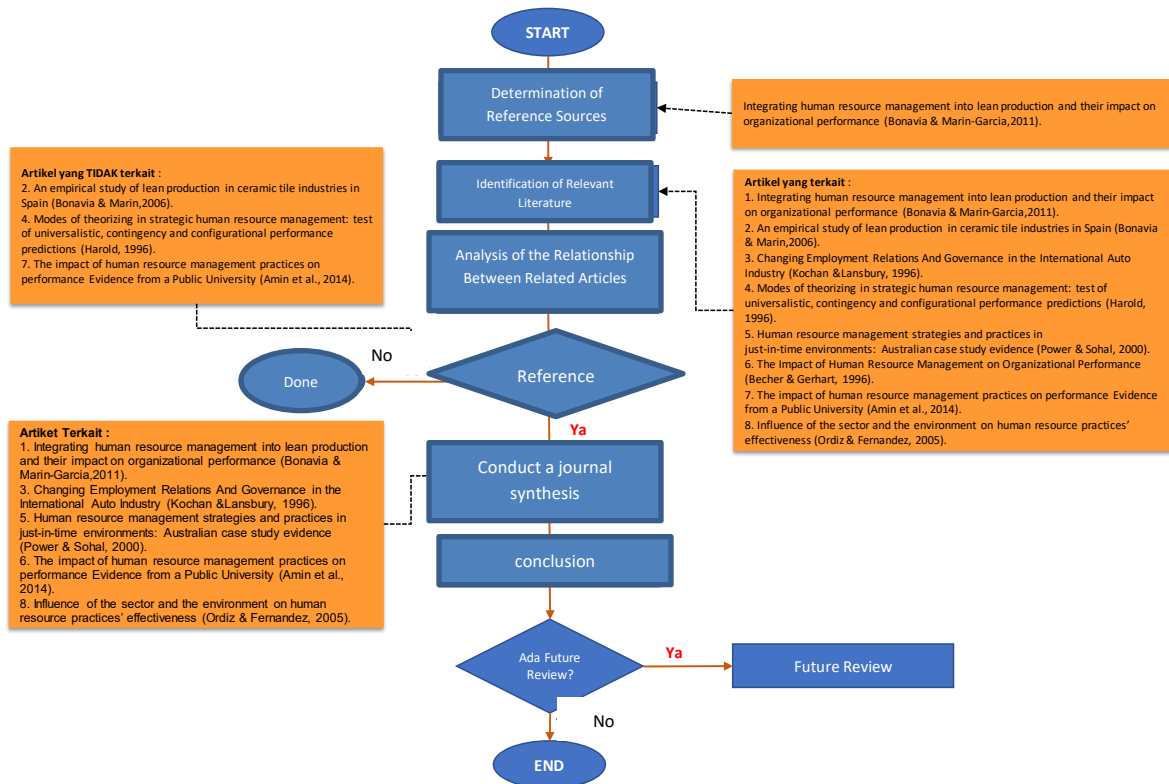 START
Determination of
Reference Sources
Integrating human resource management into lean production and their impact on
organizational performance (Bonavia & Marin-Garcia,2011).
Artikel yang TIDAK terkait :
2. An empirical study of lean production in ceramic tile industries in
Spain (Bonavia & Marin,2006).
4. Modes of theorizing in strategic human resource management: test
of universalistic, contingency and configurational performance
predictions (Harold, 1996).
7. The impact of human resource management practices on
performance Evidence from a Public University (Amin et al., 2014).
Identification of Relevant
Literature
Artikel yang terkait :
1. Integrating human resource management into lean production and their impact
on organizational performance (Bonavia & Marin-Garcia,2011).
2. An empirical study of lean production in ceramic tile industries in Spain (Bonavia
& Marin,2006).
3. Changing Employment Relations And Governance in the International Auto
Industry (Kochan &Lansbury, 1996).
4. Modes of theorizing in strategic human resource management: test of
universalistic, contingency and configurational performance predictions (Harold,
1996).
5. Human resource management strategies and practices in
just-in-time environments: Australian case study evidence (Power & Sohal, 2000).
6. The Impact of Human Resource Management on Organizational Performance
(Becher & Gerhart, 1996).
7. The impact of human resource management practices on performance Evidence
from a Public University (Amin et al., 2014).
8. Influence of the sector and the environment on human resource practices'
effectiveness (Ordiz & Fernandez, 2005).
Analysis of the Relationship
Between Related Articles
No
Done
Reference
Ya
Artiket Terkait :
1. Integrating human resource management into lean production
and their impact on organizational performance (Bonavia &
Marin-Garcia,2011).
3. Changing Employment Relations And Governance in the
International Auto Industry (Kochan &Lansbury, 1996).
5. Human resource management strategies and practices in
just-in-time environments: Australian case study evidence
(Power & Sohal, 2000).
6. The impact of human resource management practices on
performance Evidence from a Public University (Amin et al.,
2014).
8. Influence of the sector and the environment on human
resource practices' effectiveness (Ordiz & Fernandez, 2005).
Conduct a journal
synthesis
conclusion
Ada Future
Review?
Ya
Future Review
No
END